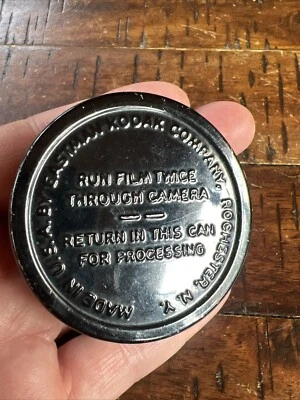 MADE IN U.S.A. BY EASTMAN KODAK COMPANY, ROCHESTER, N.Y.
RUN FILM TWICE
THROUGH CAMERA
RETURN IN THIS CAN
FOR PROCESSING